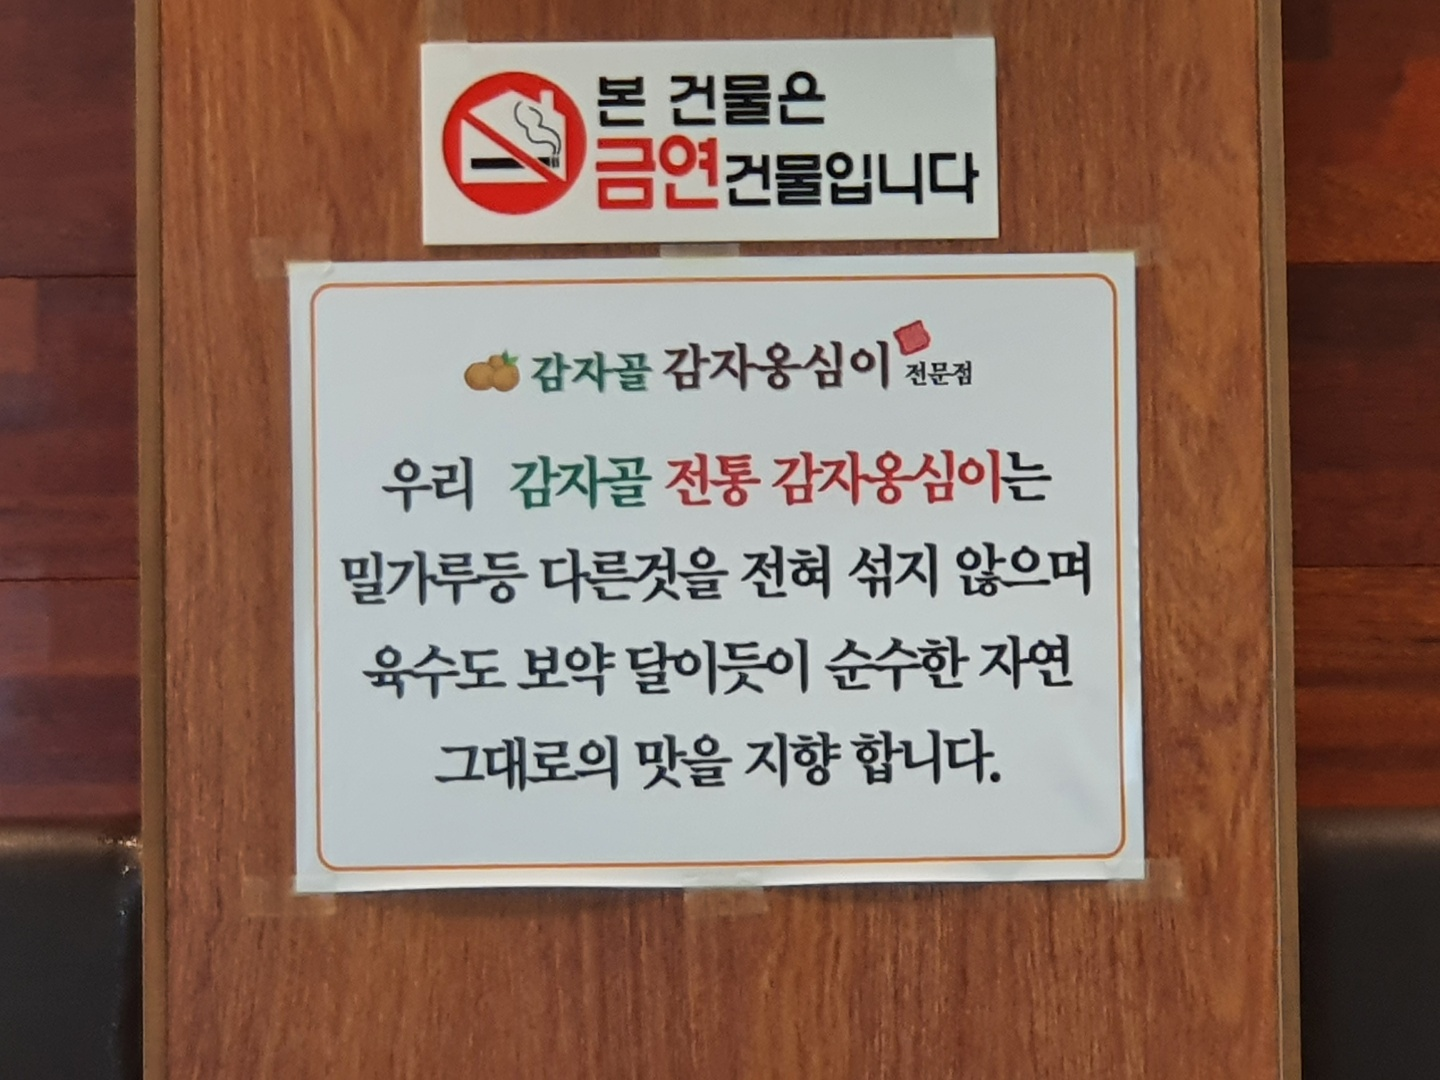 본 건물은
금연건물입니다
감자골 감자옹심이 전문점
우리 감자골 전통 감자옹심이는
밀가루등 다른것을 전혀 섞지 않으며
육수도 보약 달이듯이 순수한 자연
그대로의 맛을 지향 합니다.